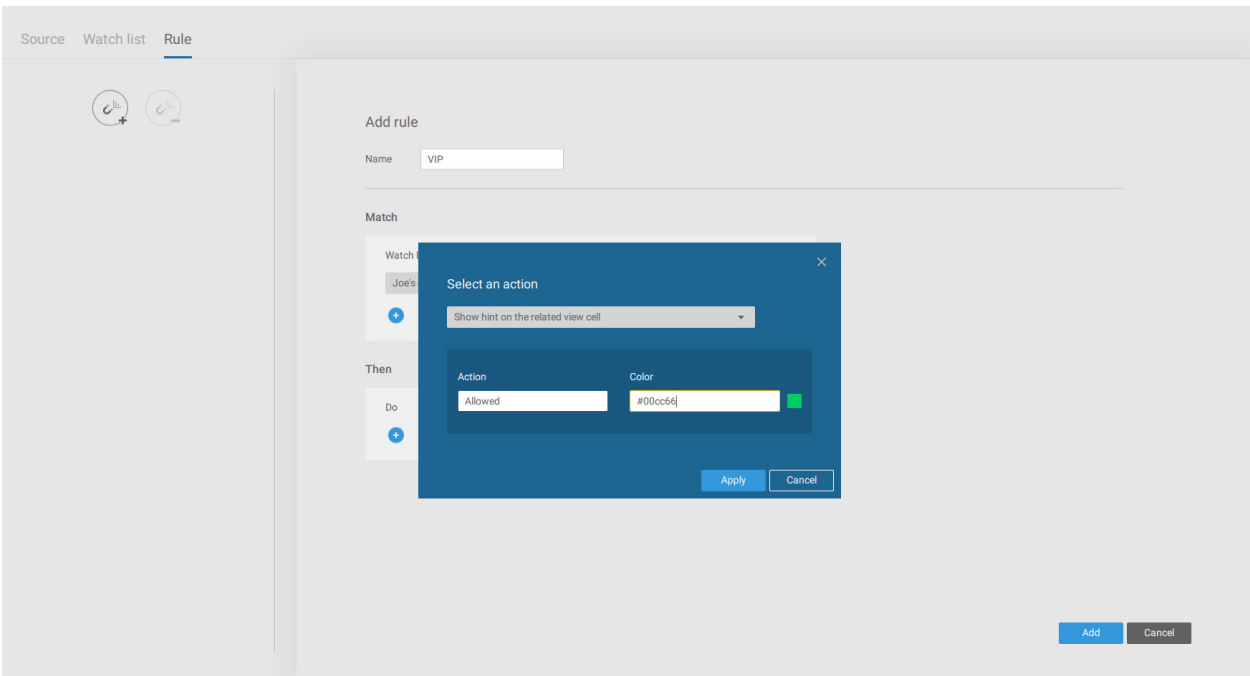 Source Watch list Rule
Add rule
Name VIP
Match
Watch
Joe's
Select an action
Show hint on the related view cell
Then
Action Color
Allowed #00cc66
Do
Apply Cancel
Add Cancel